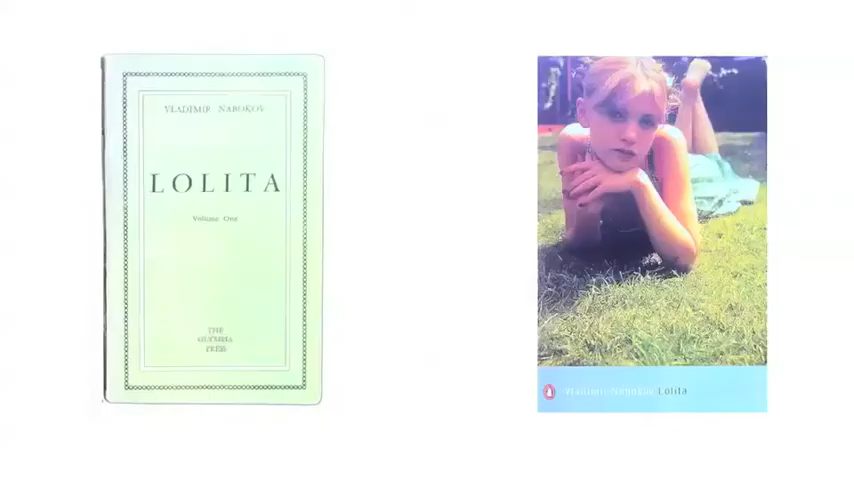 VLADIMIR NABOKOV
LOLITA
Volume One
THE
OLYMPIA
PRESS
Vladimir Nabokov Lolita